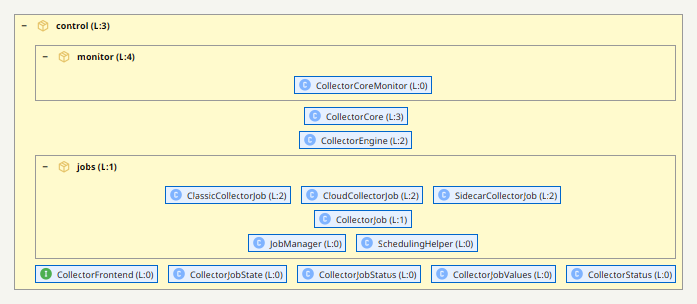 control (L:3)
monitor (L:4)
C CollectorCoreMonitor (L:0)
C CollectorCore (L:3)
C CollectorEngine (L:2)
jobs (L:1)
C ClassicCollectorJob (L:2) C CloudCollectorJob (L:2) C SidecarCollectorJob (L:2)
C CollectorJob (L:1)
C JobManager (L:0) C SchedulingHelper (L:0)
I CollectorFrontend (L:0) C CollectorJobState (L:0) C CollectorJobStatus (L:0) C CollectorJobValues (L:0) C CollectorStatus (L:0)